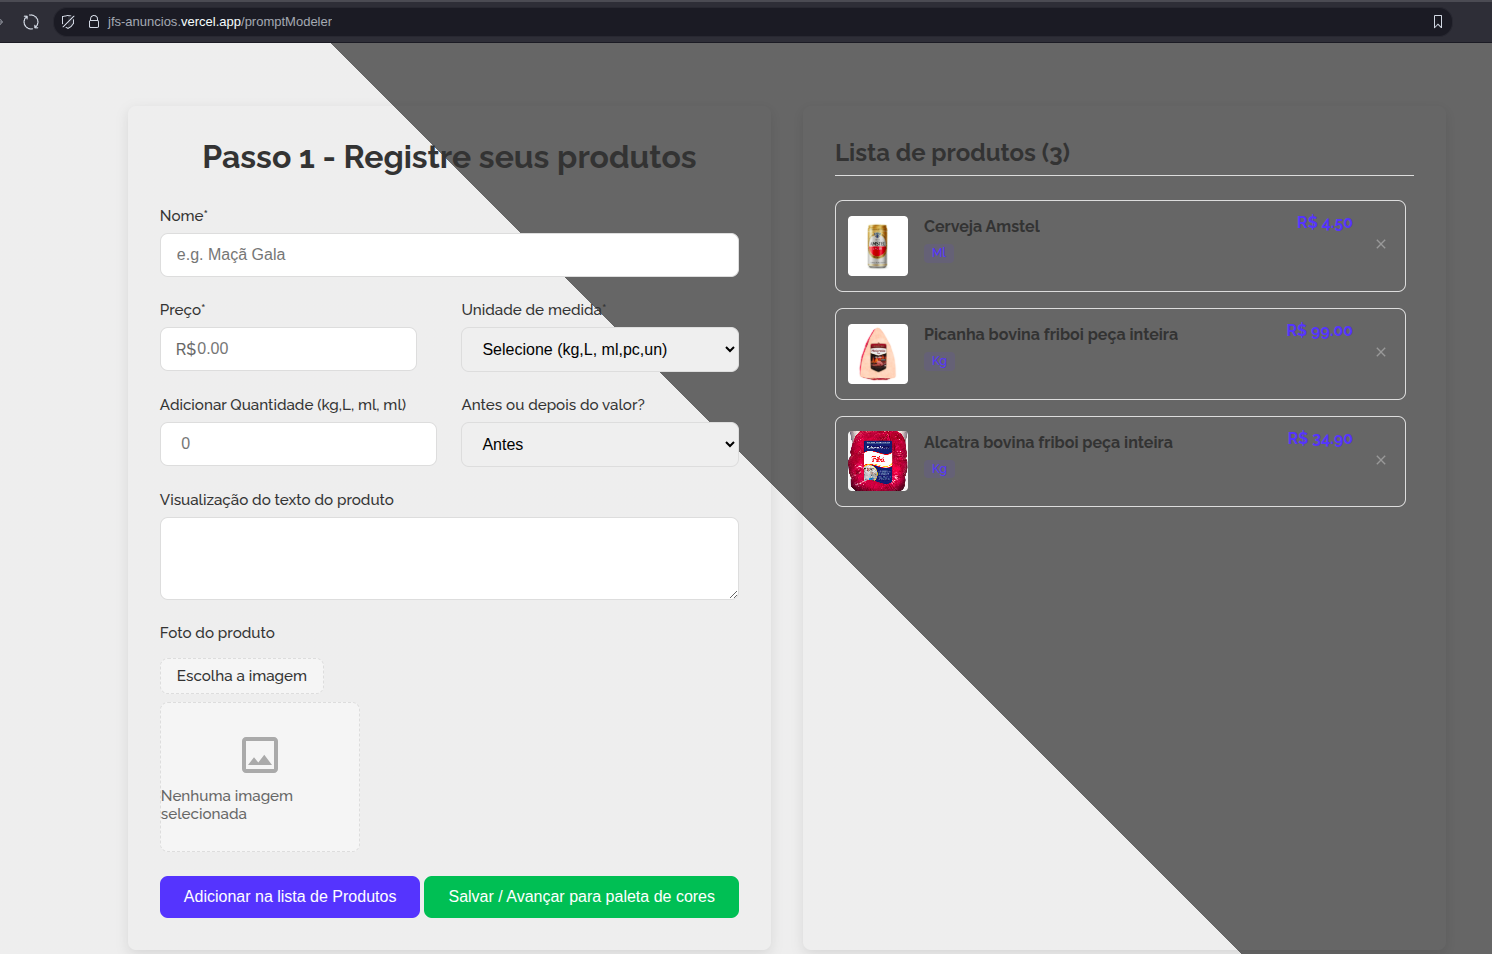 jfs-anuncios.vercel.app/promptModeler
Passo 1 - Registre seus produtos
Nome*
e.g. Maçã Gala
Preço*
Unidade de medida*
R$0.00
Selecione (kg,L, ml,pc,un)
Adicionar Quantidade (kg,L, ml, ml)
Antes ou depois do valor?
0
Antes
Visualização do texto do produto
Foto do produto
Escolha a imagem
Nenhuma imagem
selecionada
Adicionar na lista de Produtos
Salvar / Avançar para paleta de cores
Lista de produtos (3)
Cerveja Amstel
R$ 4.50
Ml
×
Picanha bovina friboi peça inteira
R$ 99.00
Kg
×
Alcatra bovina friboi peça inteira
R$ 34.90
Kg
×